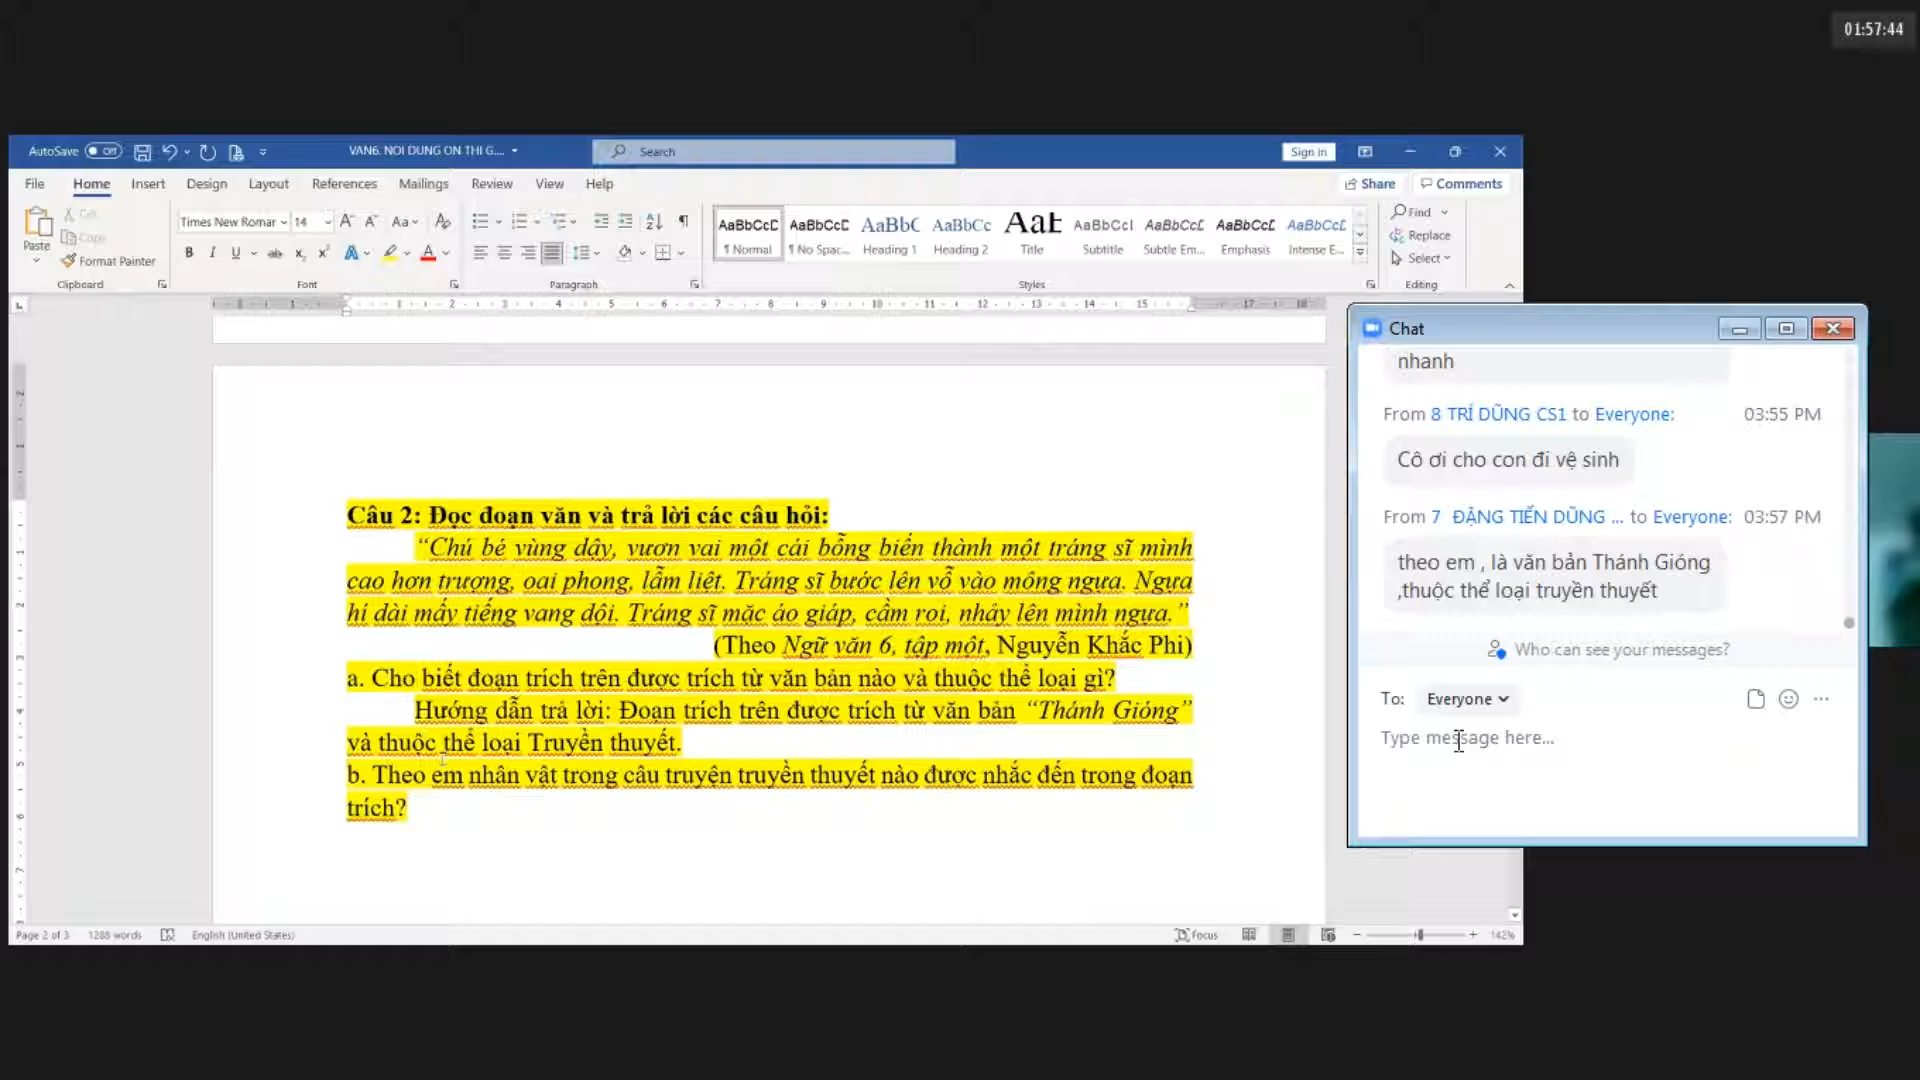 01:57:44
AutoSave Off VAN6. NOI DUNG ON THI G.... Search Sign in
File Home Insert Design Layout References Mailings Review View Help Share Comments
Paste Cut Copy Format Painter
Times New Roman 14
AaBbCcD AaBbCcD AaBbC AaBbCc AaB AaBbCcI AaBbCcD AaBbCcD AaBbCcD
¶ Normal ¶ No Spac... Heading 1 Heading 2 Title Subtitle Subtle Em... Emphasis Intense E...
Find
Replace
Select
Clipboard Font Paragraph Styles Editing
Câu 2: Đọc đoạn văn và trả lời các câu hỏi:
“Chú bé vùng dậy, vươn vai một cái bỗng biến thành một tráng sĩ mình
cao hơn trượng, oai phong, lẫm liệt. Tráng sĩ bước lên vỗ vào mông ngựa. Ngựa
hí dài mấy tiếng vang dội. Tráng sĩ mặc áo giáp, cầm roi, nhảy lên mình ngựa.”
(Theo Ngữ văn 6, tập một, Nguyễn Khắc Phi)
a. Cho biết đoạn trích trên được trích từ văn bản nào và thuộc thể loại gì?
Hướng dẫn trả lời: Đoạn trích trên được trích từ văn bản “Thánh Gióng”
và thuộc thể loại Truyền thuyết.
b. Theo em nhân vật trong câu truyện truyền thuyết nào được nhắc đến trong đoạn
trích?
Page 2 of 3 1288 words English (United States) Focus 142%
Chat
nhanh
From 8 TRÍ DŨNG CS1 to Everyone: 03:55 PM
Cô ơi cho con đi vệ sinh
From 7 ĐẶNG TIẾN DŨNG ... to Everyone: 03:57 PM
theo em , là văn bản Thánh Gióng
,thuộc thể loại truyền thuyết
Who can see your messages?
To: Everyone
Type message here...